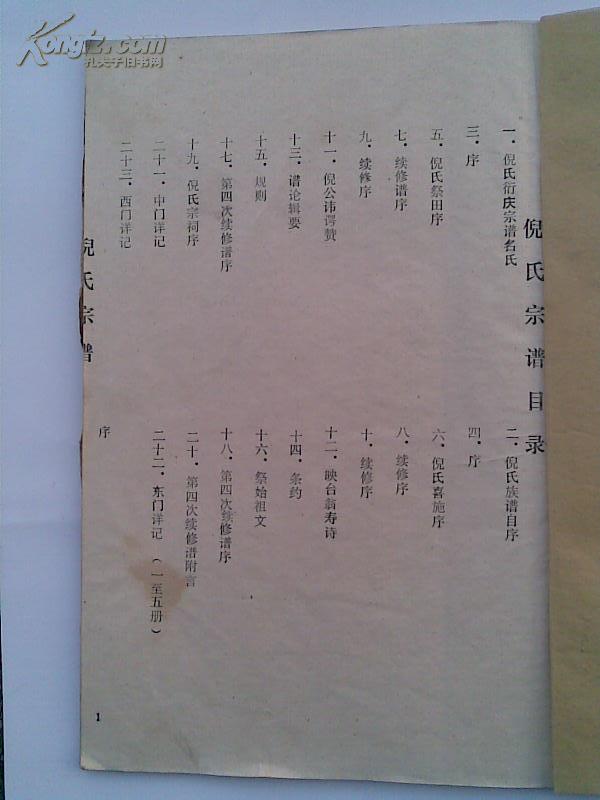 倪氏宗谱目录
一．倪氏衍庆宗谱名氏
二．倪氏族谱自序
三．序
四．序
五．倪氏祭田序
六．倪氏喜施序
七．续修谱序
八．续修序
九．续修序
十．续修序
十一．倪公讳谔赞
十二．映台翁寿诗
十三．谱论辑要
十四．条约
十五．规则
十六．祭始祖文
十七．第四次续修谱序
十八．第四次续修谱序
十九．倪氏宗祠序
二十．第四次续修谱附言
二十一．中门详记
二十二．东门详记（一至五册）
二十三．西门详记
倪氏宗谱
序
1
Kongfz.com
孔夫子旧书网